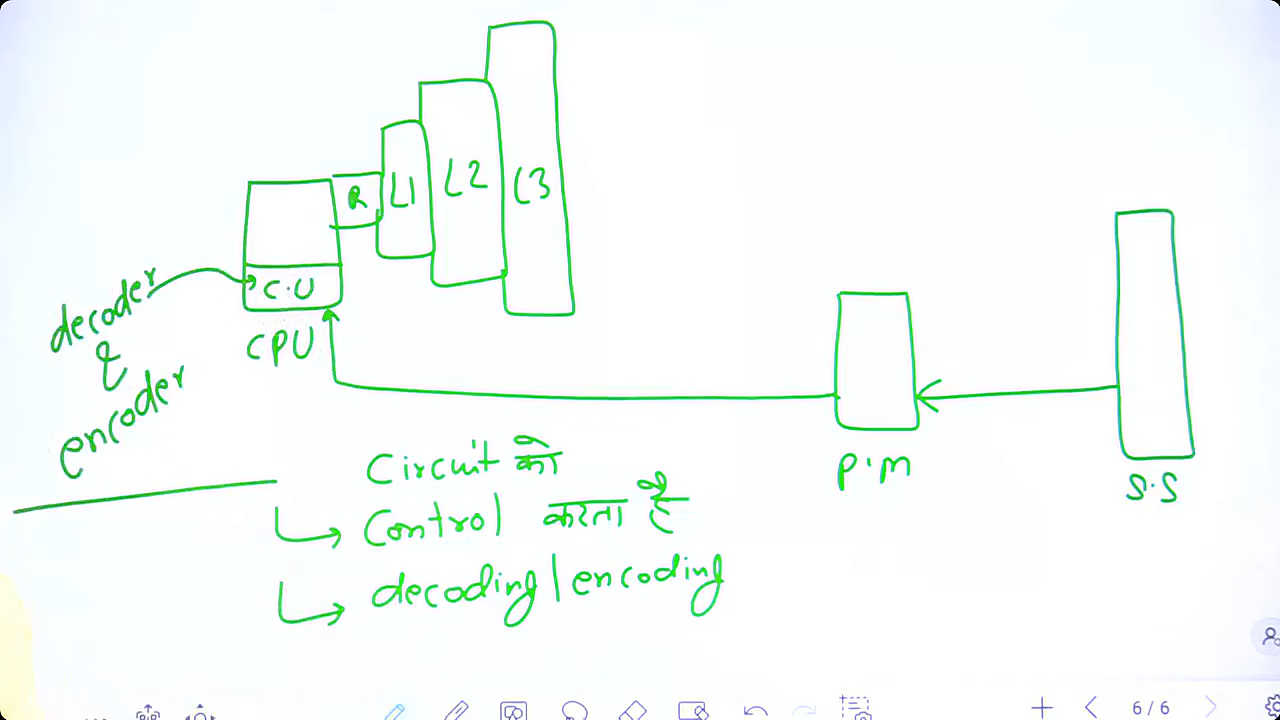 R
L1
L2
L3
C.U
CPU
decoder
&
encoder
P.M
S.S
Circuit को
Control करता है
decoding/encoding
6/6